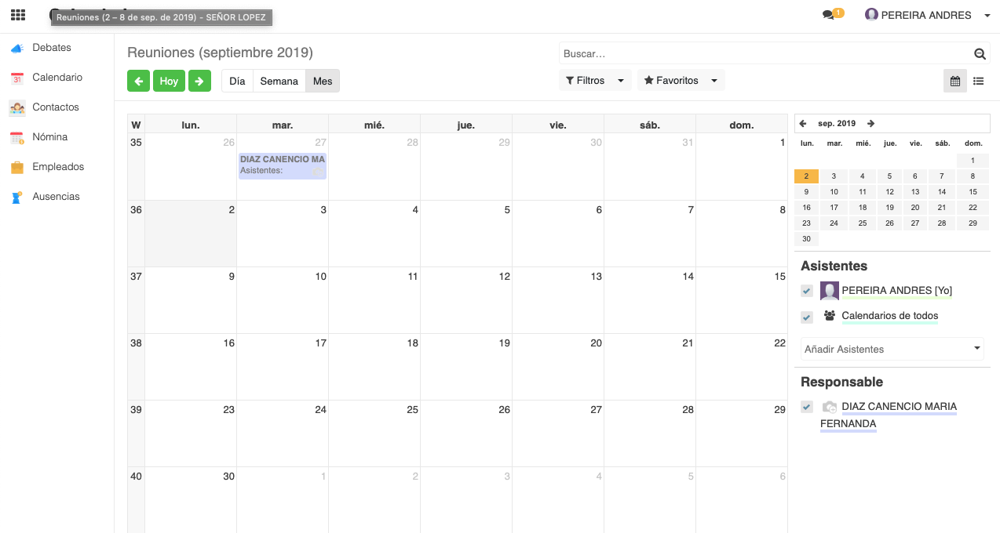 Reuniones (2 – 8 de sep. de 2019) - SEÑOR LOPEZ
1
PEREIRA ANDRES
Debates
31 Calendario
Contactos
Nómina
Empleados
Ausencias
Reuniones (septiembre 2019)
Buscar...
Hoy
Día Semana Mes
Filtros
Favoritos
W lun. mar. mié. jue. vie. sáb. dom.
35 26 27 28 29 30 31 1
DIAZ CANENCIO MA
Asistentes:
36 2 3 4 5 6 7 8
37 9 10 11 12 13 14 15
38 16 17 18 19 20 21 22
39 23 24 25 26 27 28 29
40 30 1 2 3 4 5 6
sep. 2019
lun. mar. mié. jue. vie. sáb. dom.
1
2 3 4 5 6 7 8
9 10 11 12 13 14 15
16 17 18 19 20 21 22
23 24 25 26 27 28 29
30
Asistentes
PEREIRA ANDRES [Yo]
Calendarios de todos
Añadir Asistentes
Responsable
DIAZ CANENCIO MARIA
FERNANDA